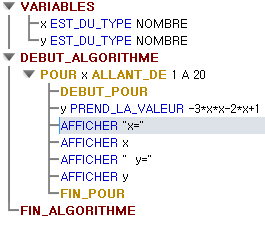 VARIABLES
x EST_DU_TYPE NOMBRE
y EST_DU_TYPE NOMBRE
DEBUT_ALGORITHME
POUR x ALLANT_DE 1 A 20
DEBUT_POUR
y PREND_LA_VALEUR -3*x*x-2*x+1
AFFICHER "x="
AFFICHER x
AFFICHER "   y="
AFFICHER y
FIN_POUR
FIN_ALGORITHME